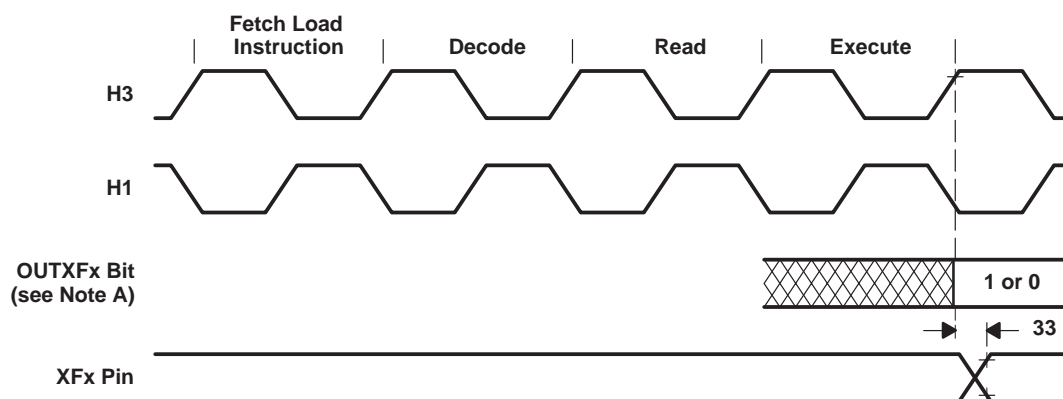 Fetch Load
Instruction
Decode
Read
Execute
H3
H1
OUTXFx Bit
(see Note A)
1 or 0
33
XFx Pin